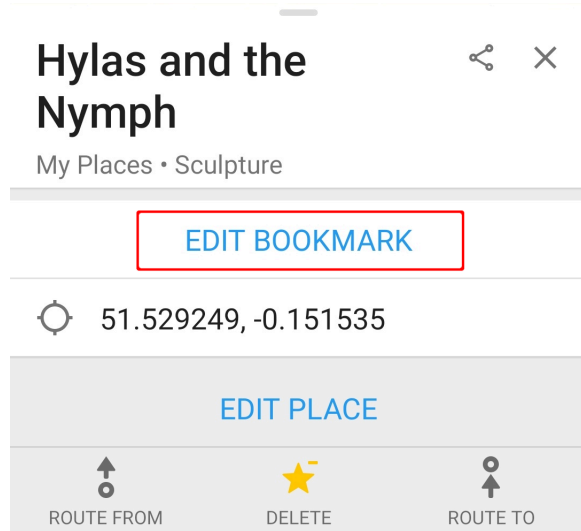 Hylas and the
Nymph
My Places • Sculpture
EDIT BOOKMARK
51.529249, -0.151535
EDIT PLACE
ROUTE FROM
DELETE
ROUTE TO